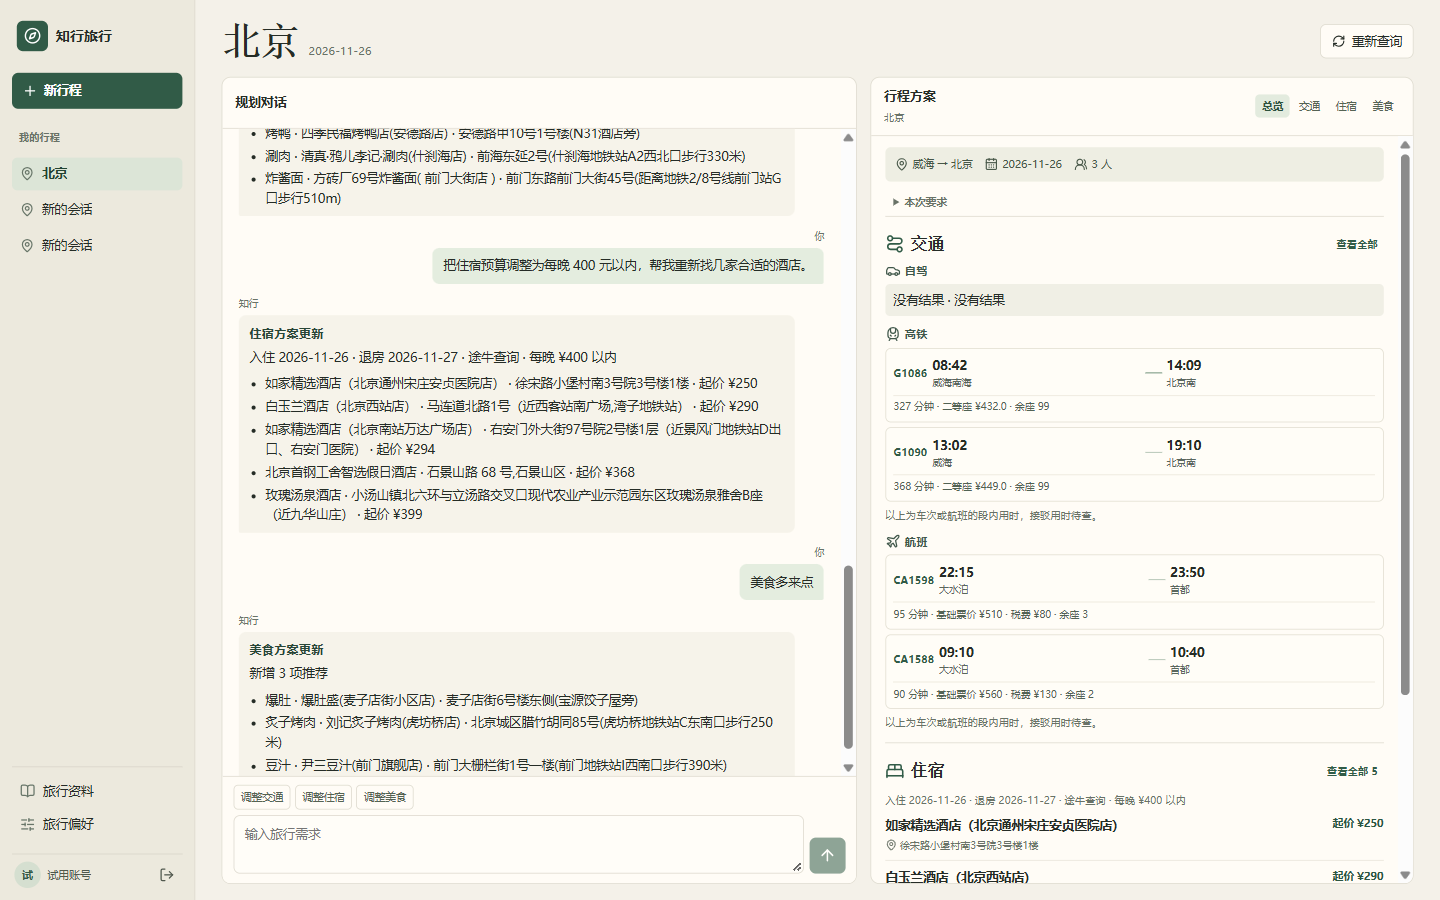 知行旅行
新行程
我的行程
北京
新的会话
新的会话
旅行资料
旅行偏好
试 试用账号
北京 2026-11-26
重新查询
规划对话
烤鸭 · 四季民福烤鸭店(安德路店) · 安德路甲10号1号楼(N31酒店旁)
涮肉 · 清真·鸦儿李记·涮肉(什刹海店) · 前海东延2号(什刹海地铁站A2西北口步行330米)
炸酱面 · 方砖厂69号炸酱面( 前门大街店 ) · 前门东路前门大街45号(距离地铁2/8号线前门站G
口步行510m)
你
把住宿预算调整为每晚 400 元以内，帮我重新找几家合适的酒店。
知行
住宿方案更新
入住 2026-11-26 · 退房 2026-11-27 · 途牛查询 · 每晚 ¥400 以内
如家精选酒店（北京通州宋庄安贞医院店） · 徐宋路小堡村南3号院3号楼1楼 · 起价 ¥250
白玉兰酒店（北京西站店） · 马连道北路1号（近西客站南广场,湾子地铁站） · 起价 ¥290
如家精选酒店（北京南站万达广场店） · 右安门外大街97号院2号楼1层（近景风门地铁站D出
口、右安门医院） · 起价 ¥294
北京首钢工舍智选假日酒店 · 石景山路 68 号,石景山区 · 起价 ¥368
玫瑰汤泉酒店 · 小汤山镇北六环与立汤路交叉口现代农业产业示范园东区玫瑰汤泉雅舍B座
（近九华山庄） · 起价 ¥399
你
美食多来点
知行
美食方案更新
新增 3 项推荐
爆肚 · 爆肚盛(麦子店街小区店) · 麦子店街6号楼东侧(宝源饺子屋旁)
炙子烤肉 · 刘记炙子烤肉(虎坊桥店) · 北京城区腊竹胡同85号(虎坊桥地铁站C东南口步行250
米)
豆汁 · 尹三豆汁(前门旗舰店) · 前门大栅栏街1号一楼(前门地铁站I西南口步行390米)
调整交通 调整住宿 调整美食
输入旅行需求
行程方案
北京
总览 交通 住宿 美食
威海 → 北京 2026-11-26 3 人
本次要求
交通 查看全部
自驾
没有结果 · 没有结果
高铁
G1086 08:42 — 14:09
威海南海 北京南
327 分钟 · 二等座 ¥432.0 · 余座 99
G1090 13:02 — 19:10
威海 北京南
368 分钟 · 二等座 ¥449.0 · 余座 99
以上为车次或航班的段内用时，接驳用时待查。
航班
CA1598 22:15 — 23:50
大水泊 首都
95 分钟 · 基础票价 ¥510 · 税费 ¥80 · 余座 3
CA1588 09:10 — 10:40
大水泊 首都
90 分钟 · 基础票价 ¥560 · 税费 ¥130 · 余座 2
以上为车次或航班的段内用时，接驳用时待查。
住宿 查看全部 5
入住 2026-11-26 · 退房 2026-11-27 · 途牛查询 · 每晚 ¥400 以内
如家精选酒店（北京通州宋庄安贞医院店） 起价 ¥250
徐宋路小堡村南3号院3号楼1楼
白玉兰酒店（北京西站店） 起价 ¥290